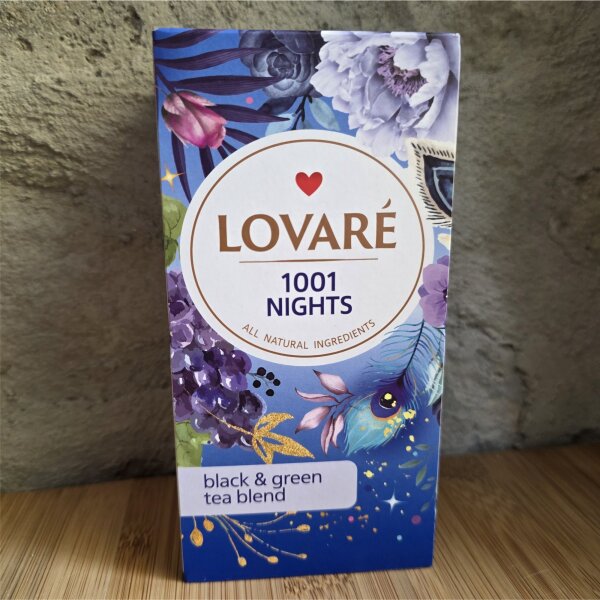 LOVARÉ
1001
NIGHTS
ALL NATURAL INGREDIENTS
black & green
tea blend